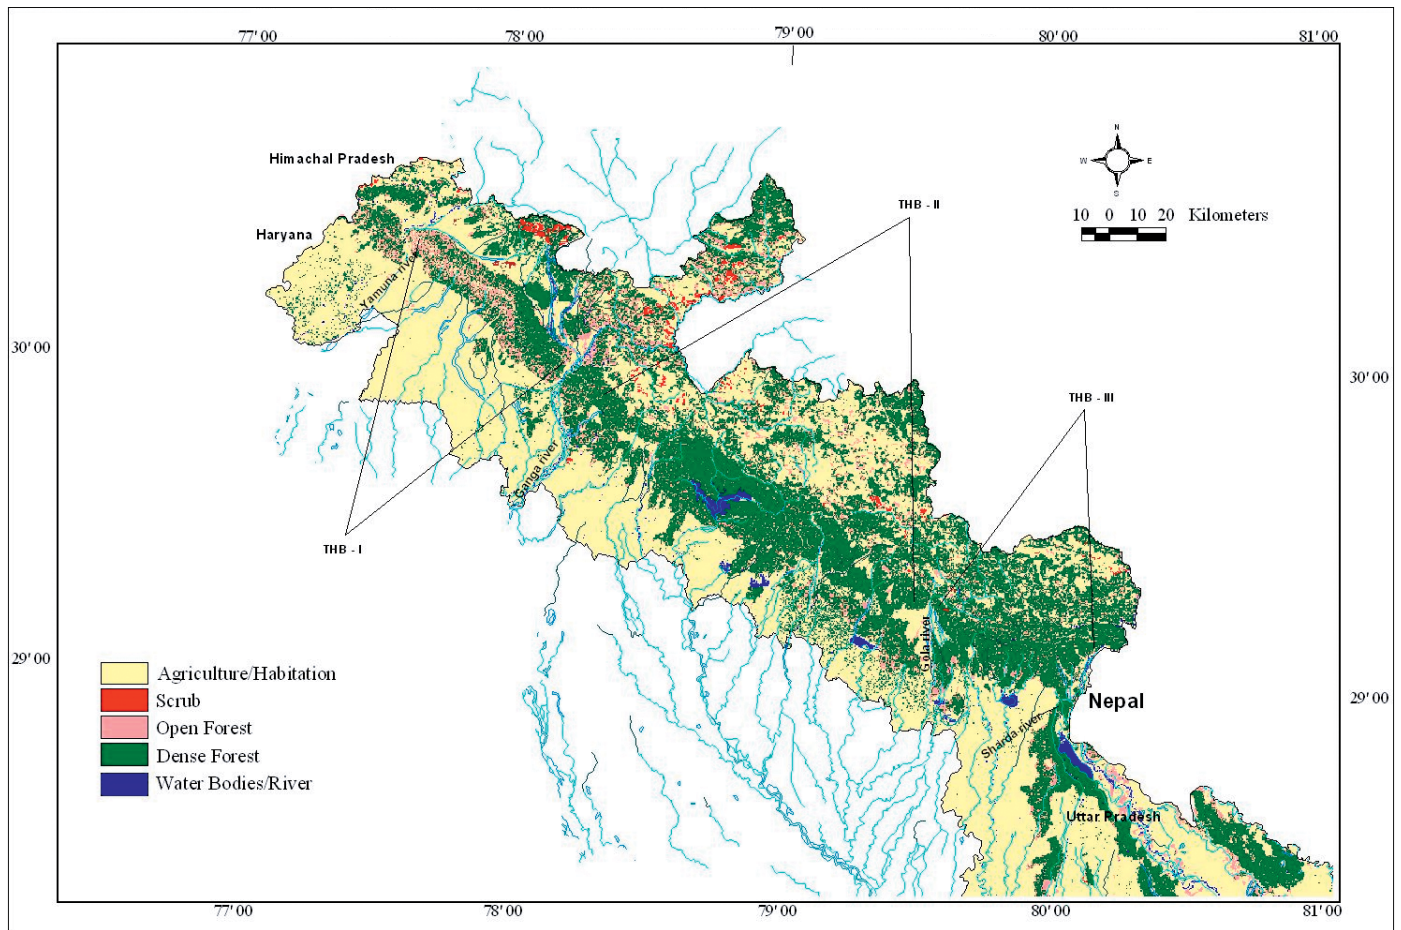 77' 00 78' 00 79' 00 80' 00 81' 00
N
W E
S
Himachal Pradesh
THB - II
10 0 10 20 Kilometers
Haryana
Yamuna river
30' 00
30' 00
THB - III
Ganga river
THB - I
Gola river
29' 00
29' 00
Agriculture/Habitation
Scrub
Open Forest
Dense Forest
Water Bodies/River
Nepal
Sharda river
Uttar Pradesh
77' 00 78' 00 79' 00 80' 00 81' 00